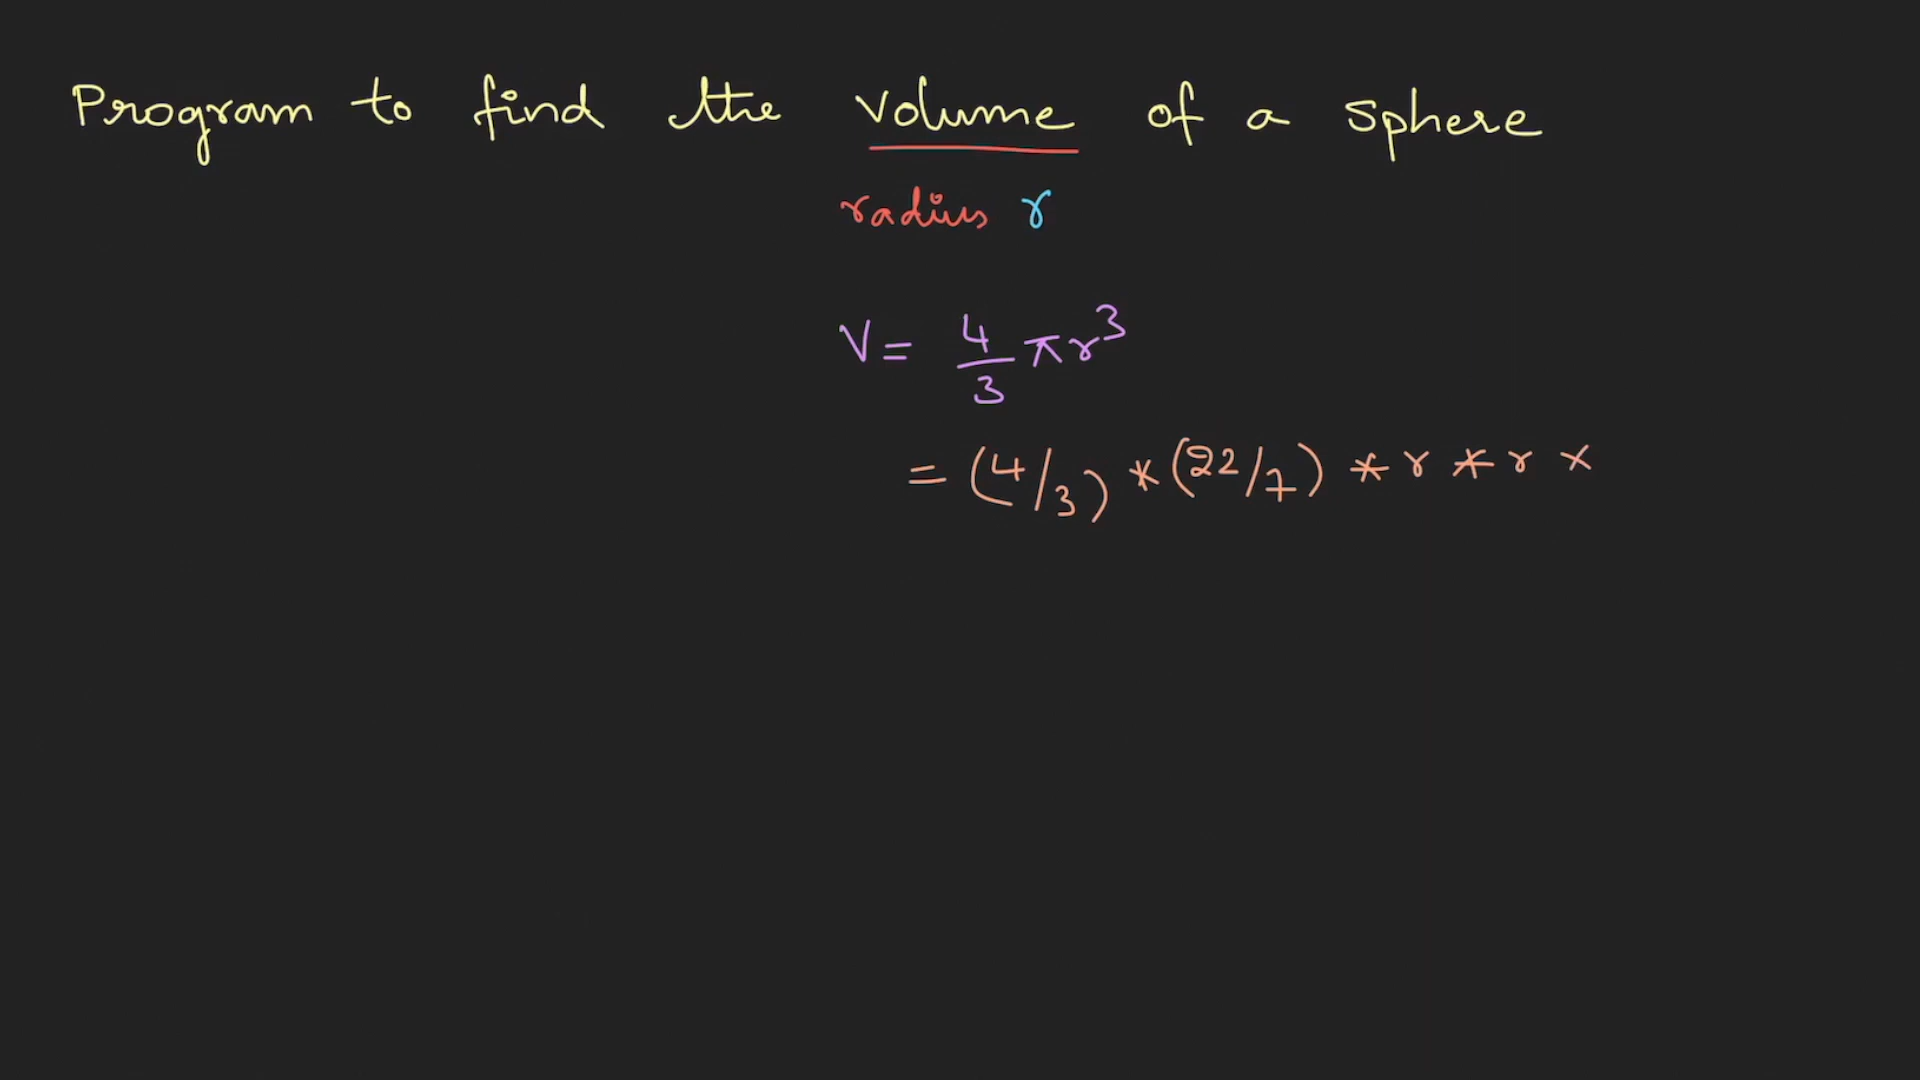 Program to find the volume of a sphere
radius r
V = 4/3 πr³
= (4/3) * (22/7) * r * r ×